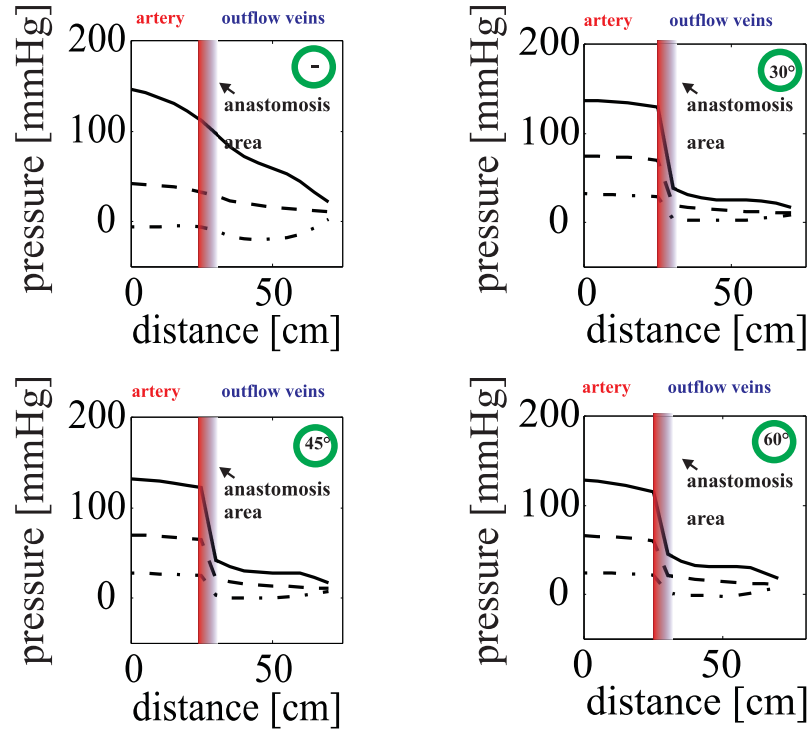 artery outflow veins
200
100
0
pressure [mmHg]
-
anastomosis
area
0 50
distance [cm]
artery outflow veins
200
100
0
pressure [mmHg]
30°
anastomosis
area
0 50
distance [cm]
artery outflow veins
200
100
0
pressure [mmHg]
45°
anastomosis
area
0 50
distance [cm]
artery outflow veins
200
100
0
pressure [mmHg]
60°
anastomosis
area
0 50
distance [cm]